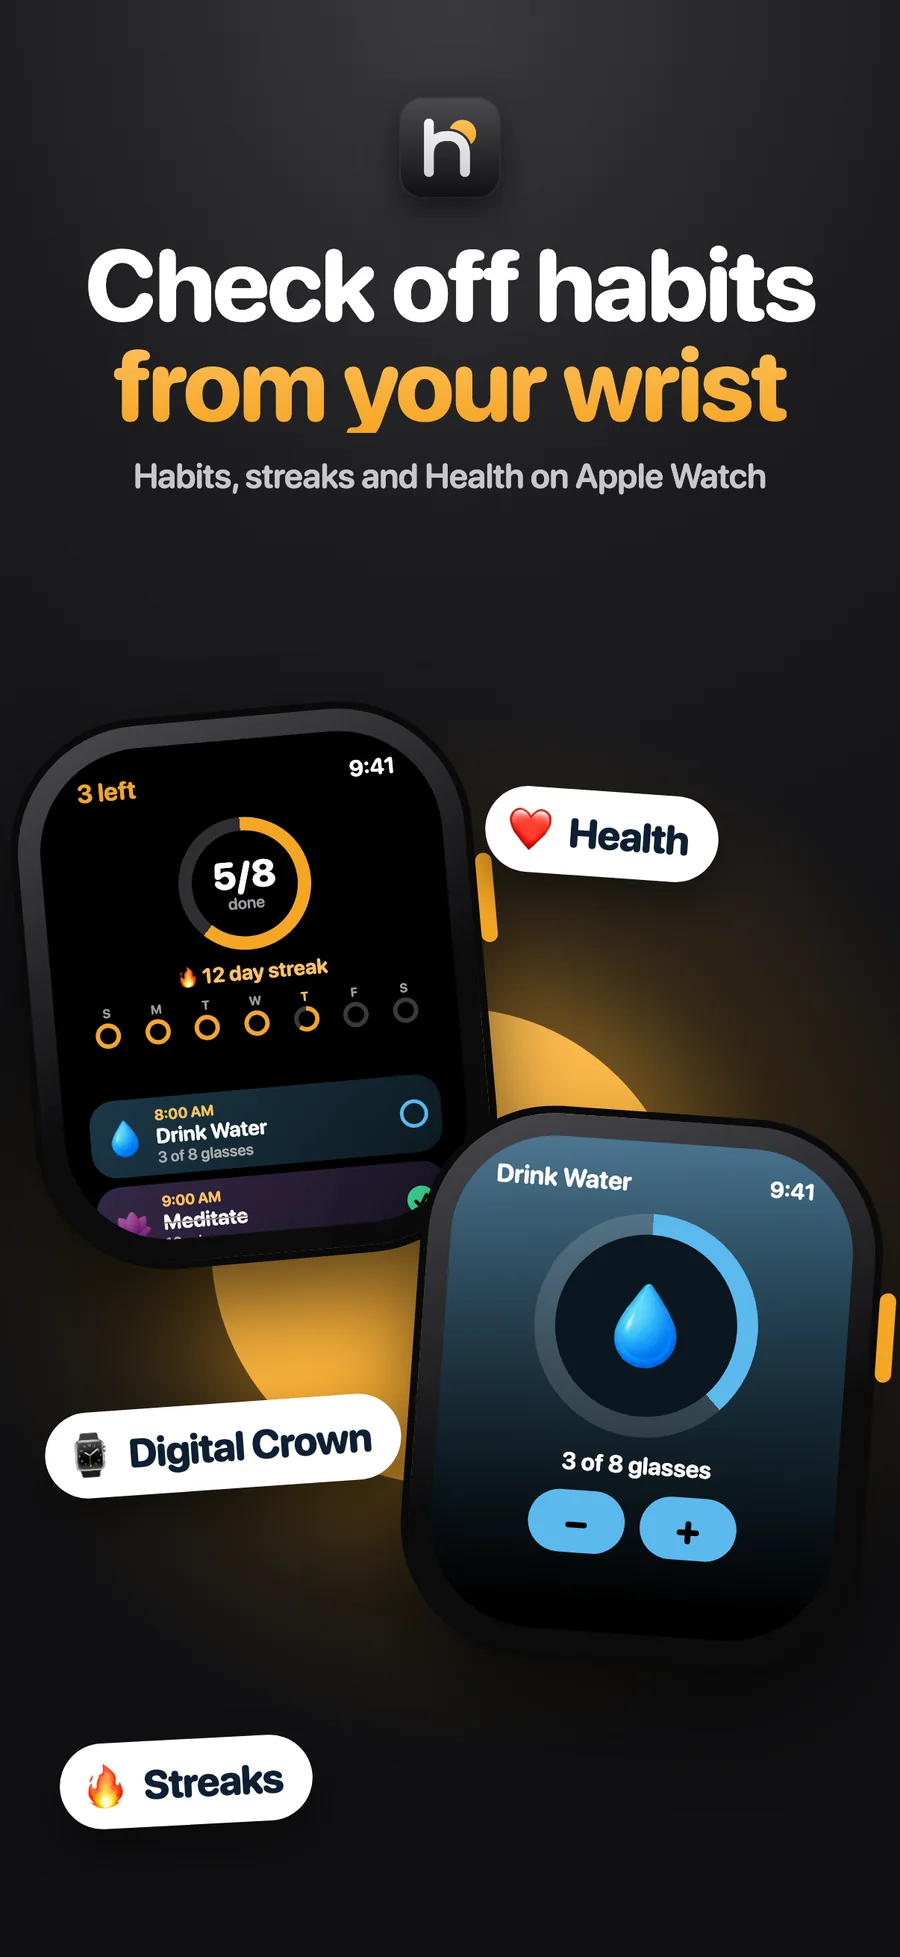 h
Check off habits
from your wrist
Habits, streaks and Health on Apple Watch
3 left
9:41
5/8
done
🔥 12 day streak
S M T W T F S
8:00 AM
Drink Water
3 of 8 glasses
9:00 AM
Meditate
❤️ Health
Drink Water
9:41
3 of 8 glasses
− +
Digital Crown
🔥 Streaks